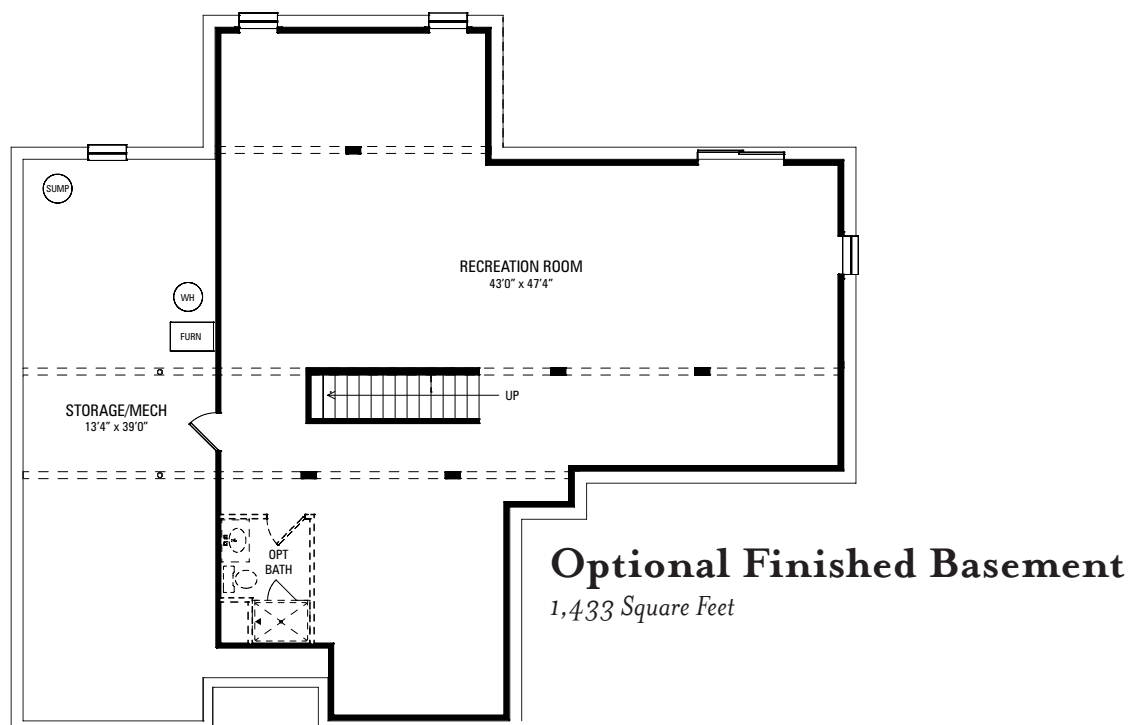 SUMP
RECREATION ROOM
43'0" x 47'4"
WH
FURN
UP
STORAGE/MECH
13'4" x 39'0"
OPT
BATH
Optional Finished Basement
1,433 Square Feet